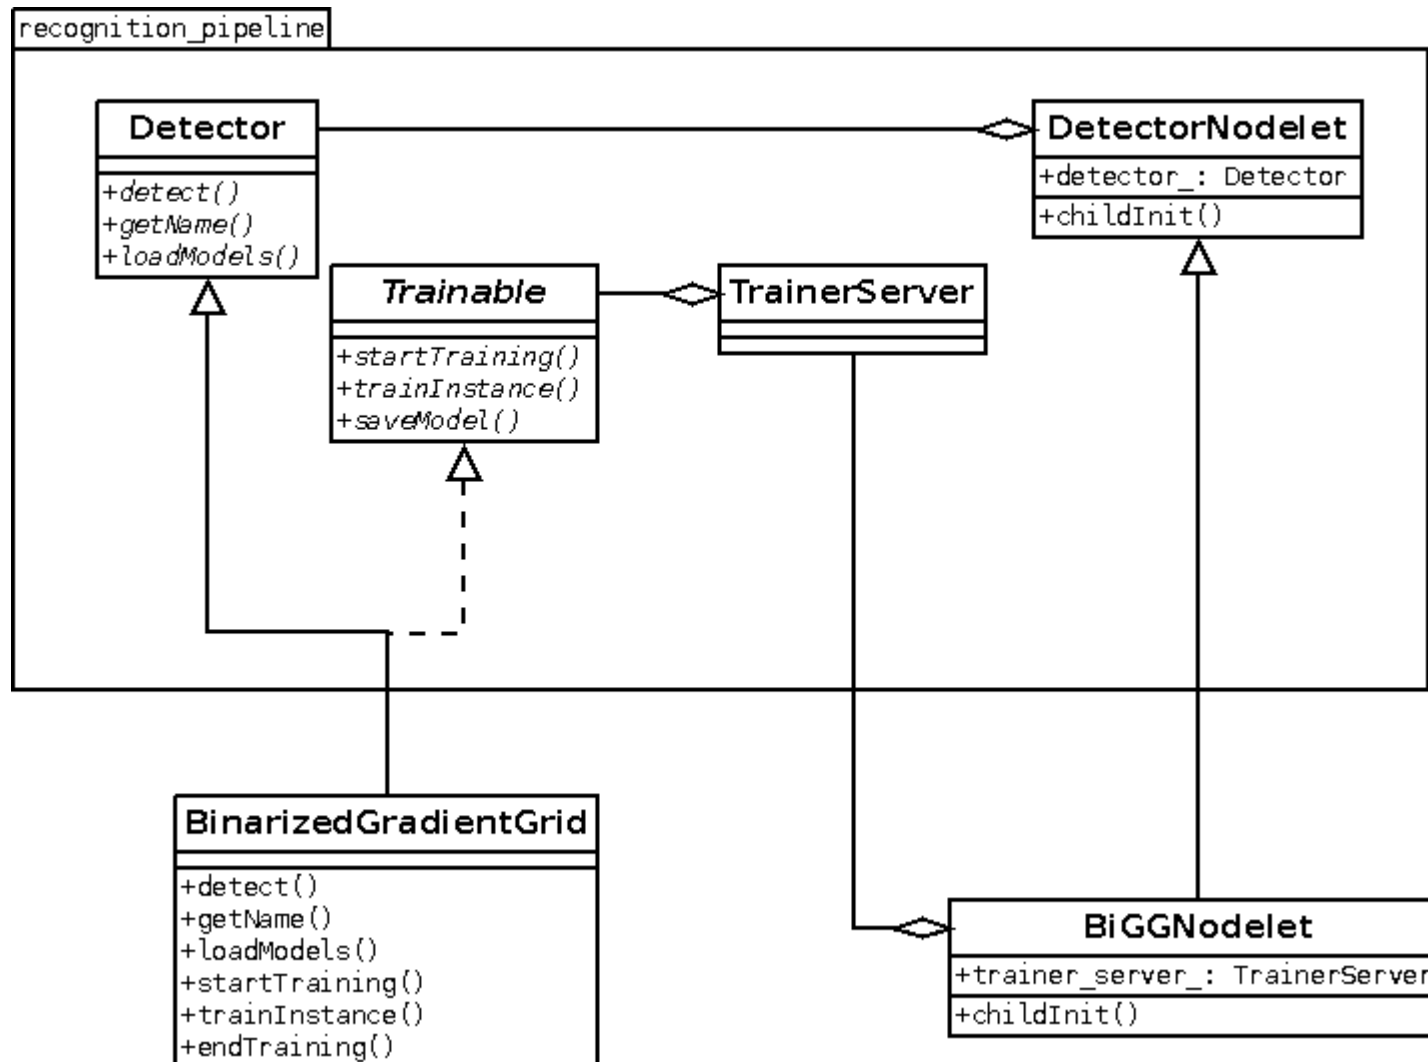 recognition_pipeline
Detector
+detect()
+getName()
+loadModels()
DetectorNodelet
+detector_: Detector
+childInit()
Trainable
+startTraining()
+trainInstance()
+saveModel()
TrainerServer
BinarizedGradientGrid
+detect()
+getName()
+loadModels()
+startTraining()
+trainInstance()
+endTraining()
BiGGNodelet
+trainer_server_: TrainerServer
+childInit()